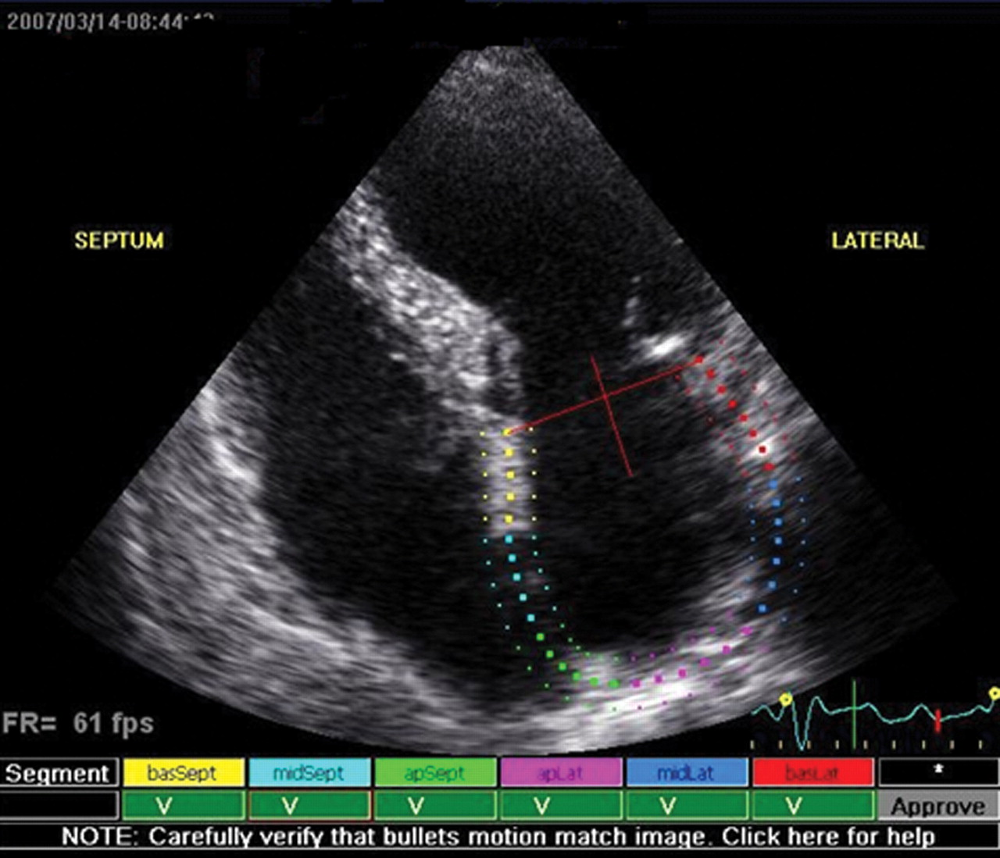 2007/03/14-08:44:
SEPTUM
LATERAL
FR= 61 fps
Segment basSept midSept apSept apLat midLat basLat *
V V V V V V Approve
NOTE: Carefully verify that bullets motion match image. Click here for help